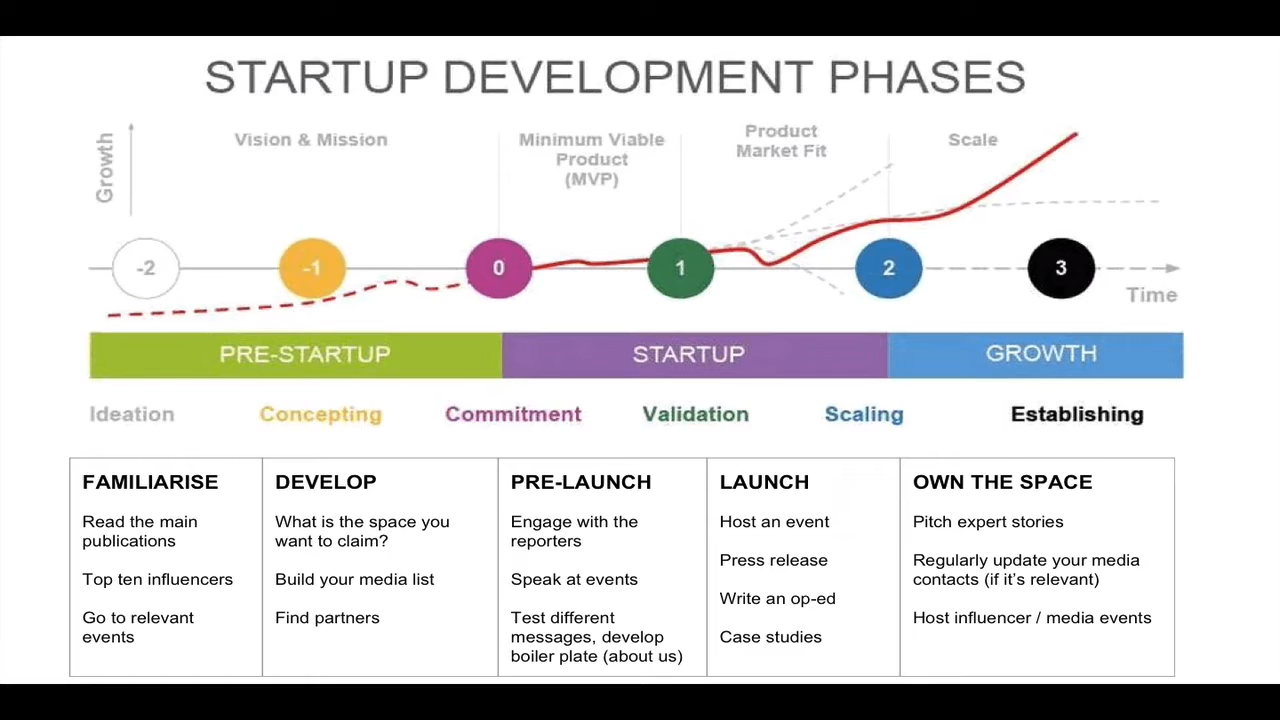 STARTUP DEVELOPMENT PHASES
Growth
Vision & Mission
Minimum Viable
Product
(MVP)
Product
Market Fit
Scale
-2
-1
0
1
2
3
Time
PRE-STARTUP
STARTUP
GROWTH
Ideation
Concepting
Commitment
Validation
Scaling
Establishing
FAMILIARISE
Read the main
publications
Top ten influencers
Go to relevant
events
DEVELOP
What is the space you
want to claim?
Build your media list
Find partners
PRE-LAUNCH
Engage with the
reporters
Speak at events
Test different
messages, develop
boiler plate (about us)
LAUNCH
Host an event
Press release
Write an op-ed
Case studies
OWN THE SPACE
Pitch expert stories
Regularly update your media
contacts (if it's relevant)
Host influencer / media events